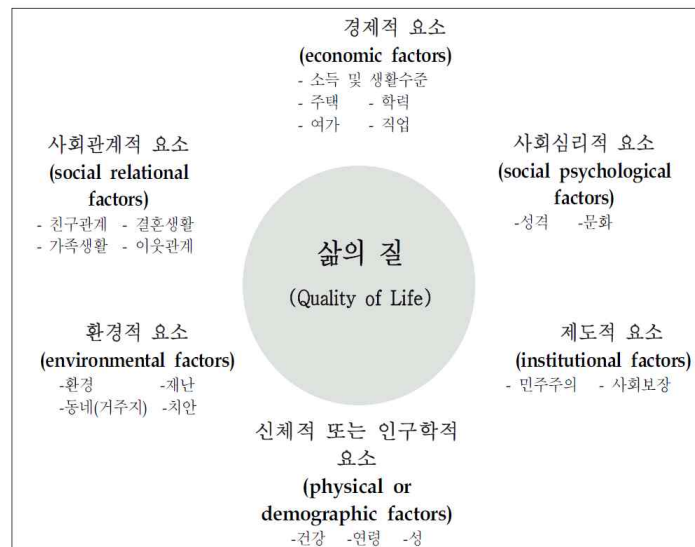 경제적 요소
(economic factors)
- 소득 및 생활수준
- 주택 - 학력
- 여가 - 직업
사회관계적 요소
(social relational
factors)
- 친구관계 - 결혼생활
- 가족생활 - 이웃관계
사회심리적 요소
(social psychological
factors)
-성격 -문화
삶의 질
(Quality of Life)
환경적 요소
(environmental factors)
-환경 -재난
-동네(거주지) -치안
제도적 요소
(institutional factors)
- 민주주의 - 사회보장
신체적 또는 인구학적
요소
(physical or
demographic factors)
-건강 -연령 -성